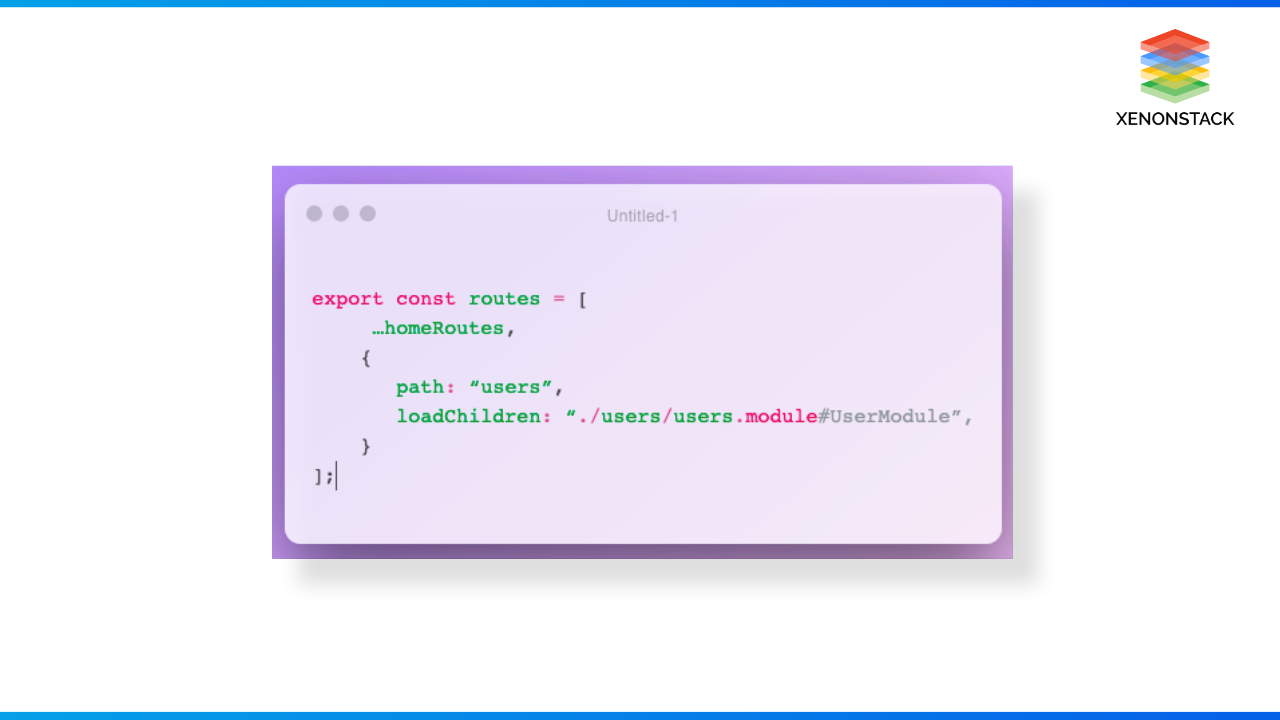 XENONSTACK
Untitled-1
export const routes = [
…homeRoutes,
{
path: “users”,
loadChildren: “./users/users.module#UserModule”,
}
];